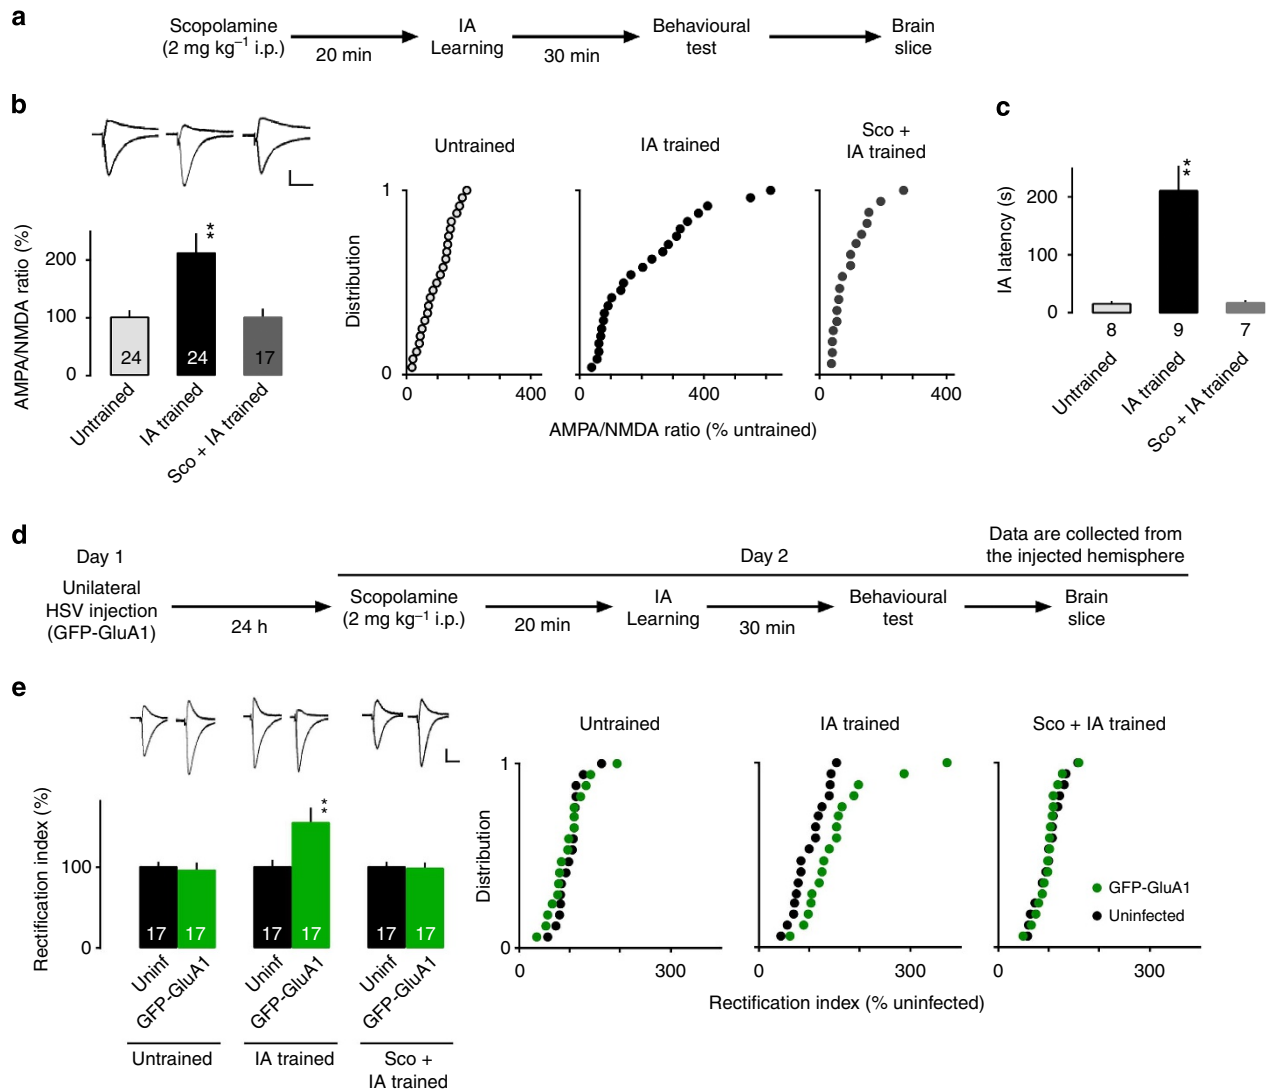 a
Scopolamine
(2 mg kg–1 i.p.)
20 min
IA
Learning
30 min
Behavioural
test
Brain
slice
b
AMPA/NMDA ratio (%)
200
100
0
24
24
17
**
Untrained
IA trained
Sco + IA trained
Untrained
IA trained
Sco +
IA trained
Distribution
1
0
0
400
0
400
0
400
AMPA/NMDA ratio (% untrained)
c
IA latency (s)
200
100
0
**
8
9
7
Untrained
IA trained
Sco + IA trained
d
Day 1
Unilateral
HSV injection
(GFP-GluA1)
24 h
Day 2
Data are collected from
the injected hemisphere
Scopolamine
(2 mg kg–1 i.p.)
20 min
IA
Learning
30 min
Behavioural
test
Brain
slice
e
Rectification index (%)
100
0
**
17
17
17
17
17
17
Uninf
GFP-GluA1
Uninf
GFP-GluA1
Uninf
GFP-GluA1
Untrained
IA trained
Sco +
IA trained
Untrained
IA trained
Sco + IA trained
Distribution
1
0
GFP-GluA1
Uninfected
0
300
0
300
0
300
Rectification index (% uninfected)